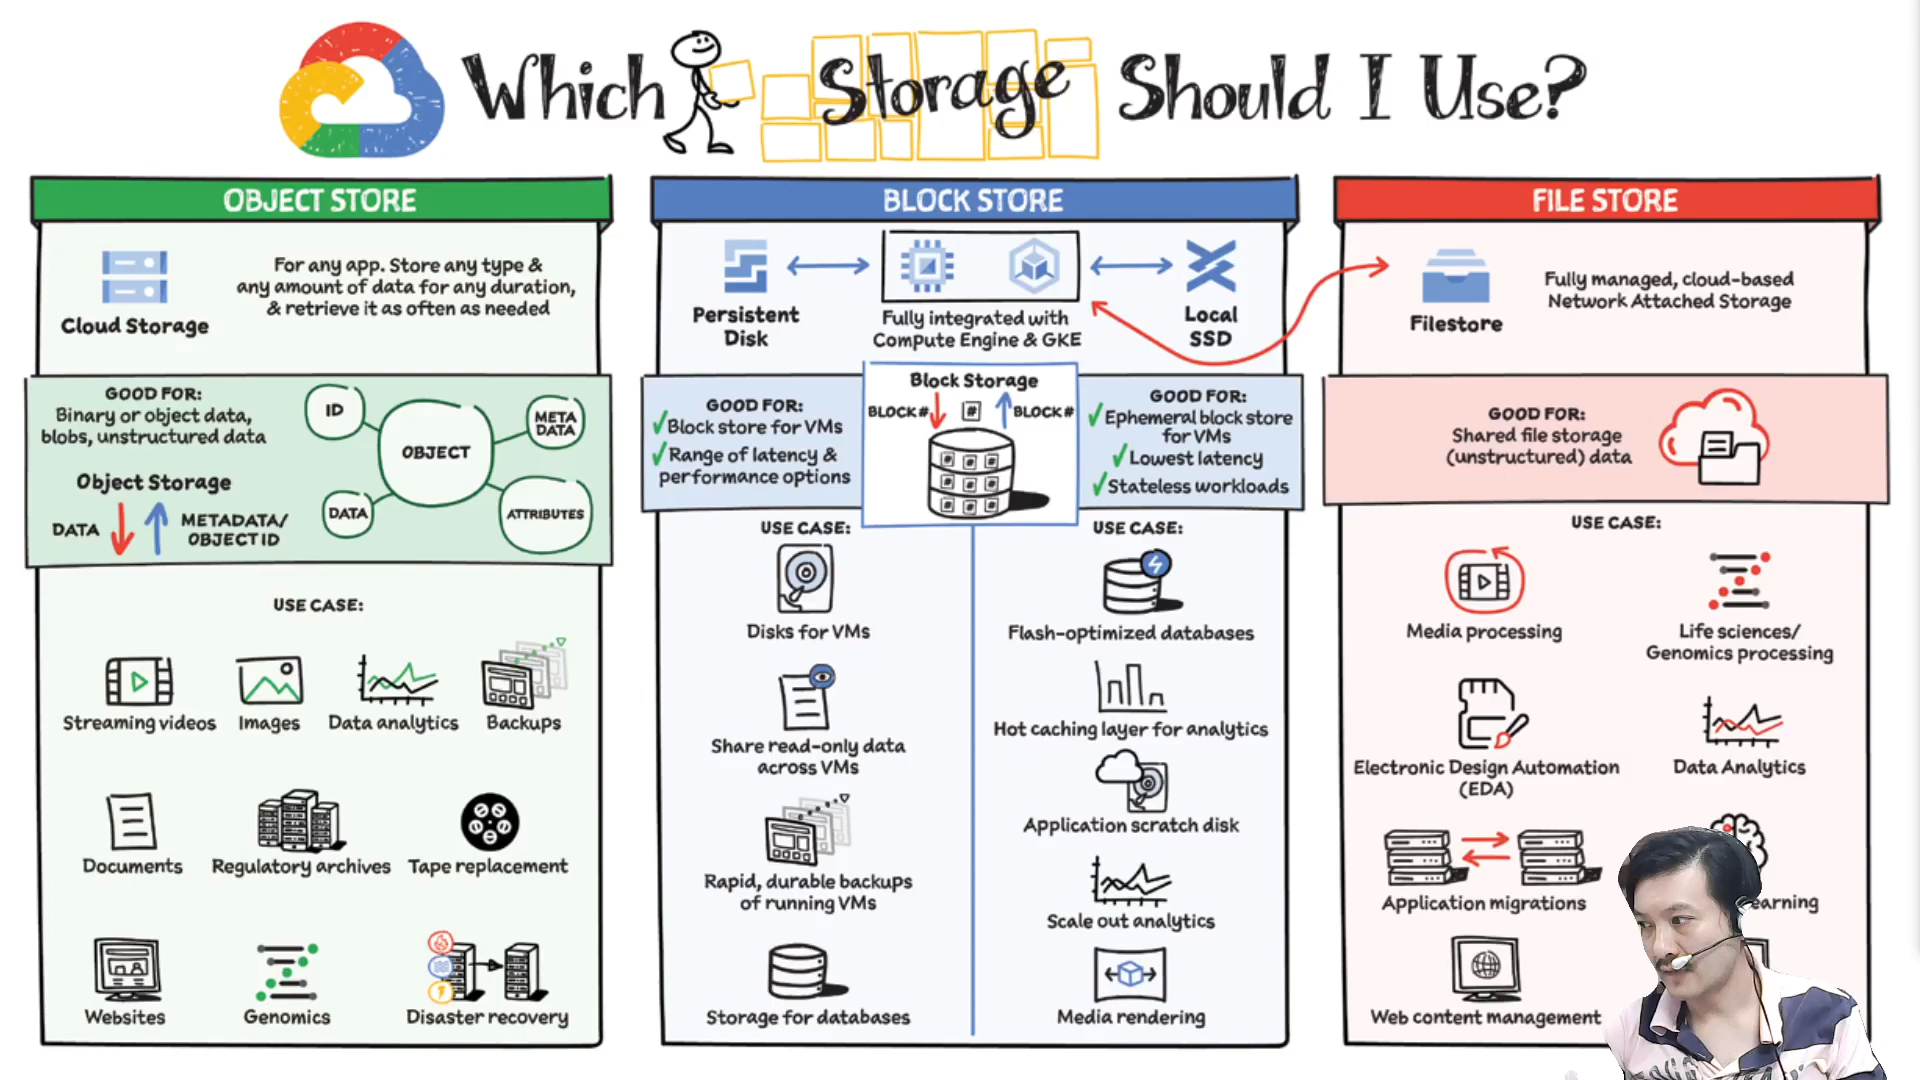 Which Storage Should I Use?
OBJECT STORE
Cloud Storage
For any app. Store any type &
any amount of data for any duration,
& retrieve it as often as needed
GOOD FOR:
Binary or object data,
blobs, unstructured data
Object Storage
DATA
METADATA/
OBJECT ID
ID
META
DATA
OBJECT
DATA
ATTRIBUTES
USE CASE:
Streaming videos
Images
Data analytics
Backups
Documents
Regulatory archives
Tape replacement
Websites
Genomics
Disaster recovery
BLOCK STORE
Persistent
Disk
Fully integrated with
Compute Engine & GKE
Local
SSD
GOOD FOR:
Block store for VMs
Range of latency &
performance options
Block Storage
BLOCK#
#
BLOCK#
# # #
# # #
# # #
GOOD FOR:
Ephemeral block store
for VMs
Lowest latency
Stateless workloads
USE CASE:
Disks for VMs
Share read-only data
across VMs
Rapid, durable backups
of running VMs
Storage for databases
USE CASE:
Flash-optimized databases
Hot caching layer for analytics
Application scratch disk
Scale out analytics
Media rendering
FILE STORE
Filestore
Fully managed, cloud-based
Network Attached Storage
GOOD FOR:
Shared file storage
(unstructured) data
USE CASE:
Media processing
Life sciences/
Genomics processing
Electronic Design Automation
(EDA)
Data Analytics
Application migrations
earning
Web content management